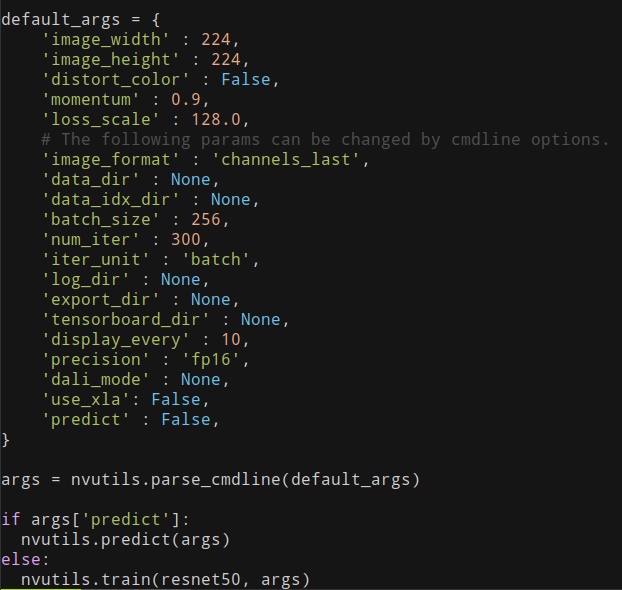 default_args = {
    'image_width' : 224,
    'image_height' : 224,
    'distort_color' : False,
    'momentum' : 0.9,
    'loss_scale' : 128.0,
    # The following params can be changed by cmdline options.
    'image_format' : 'channels_last',
    'data_dir' : None,
    'data_idx_dir' : None,
    'batch_size' : 256,
    'num_iter' : 300,
    'iter_unit' : 'batch',
    'log_dir' : None,
    'export_dir' : None,
    'tensorboard_dir' : None,
    'display_every' : 10,
    'precision' : 'fp16',
    'dali_mode' : None,
    'use_xla': False,
    'predict' : False,
}

args = nvutils.parse_cmdline(default_args)

if args['predict']:
  nvutils.predict(args)
else:
  nvutils.train(resnet50, args)